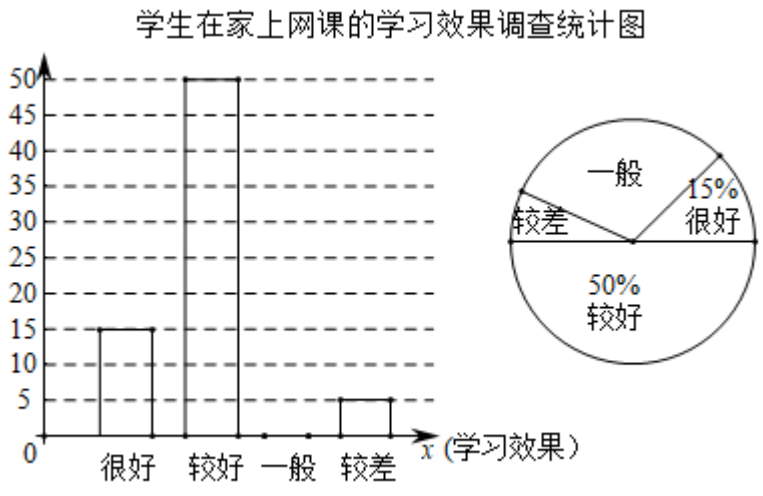 学生在家上网课的学习效果调查统计图
50
45
40
35
30
25
20
15
10
5
0
很好 较好 一般 较差
x (学习效果）
一般
15%
很好
较差
50%
较好